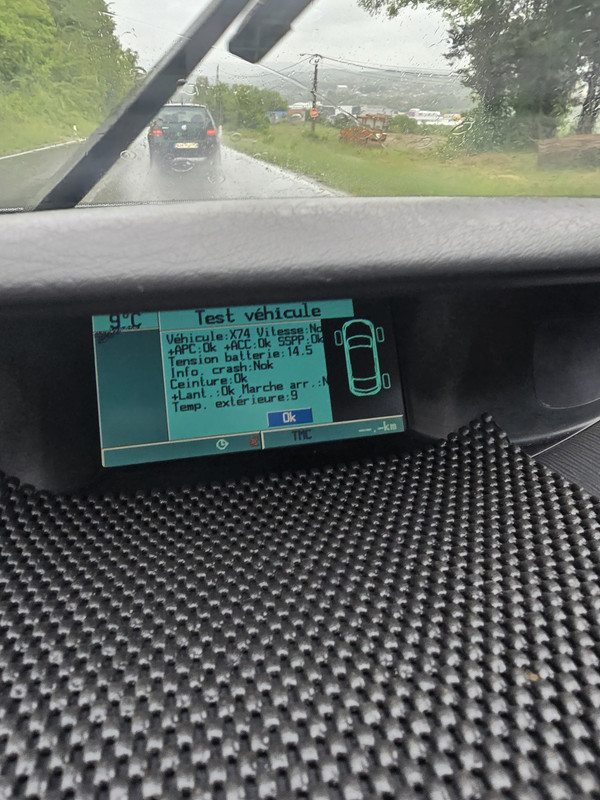 9°C
Test véhicule
Véhicule:X74 Vitesse:No
+APC:Ok +ACC:Ok SSPP:Ok
Tension batterie:14.5
Info. crash:Nok
Ceinture:Ok
+Lant.:Ok Marche arr.:N
Temp. extérieure:9
Ok
TMC
--,-km